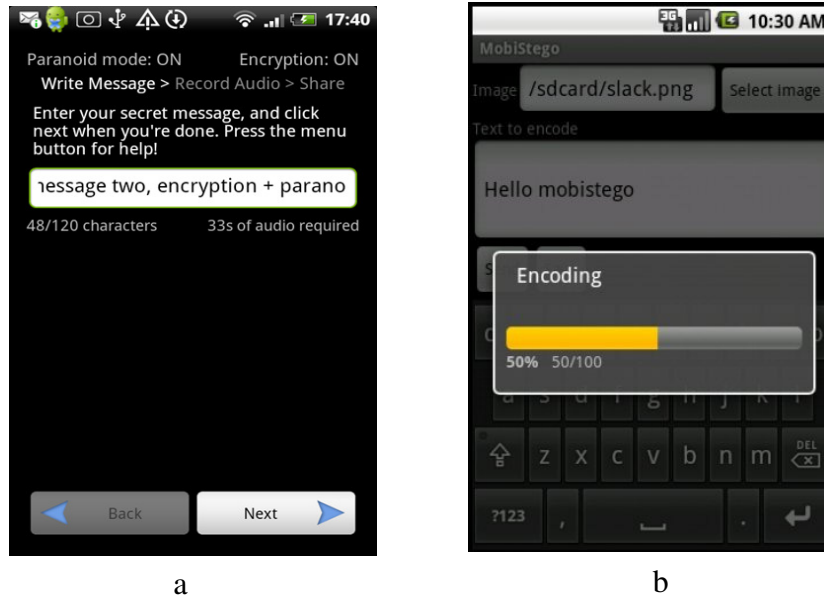 17:40
Paranoid mode: ON Encryption: ON
Write Message > Record Audio > Share
Enter your secret message, and click
next when you're done. Press the menu
button for help!
nessage two, encryption + parano
48/120 characters 33s of audio required
Back Next
a
3G 10:30 AM
MobiStego
Image /sdcard/slack.png Select image
Text to encode
Hello mobistego
Encoding
50% 50/100
a s d f g h j k l
z x c v b n m DEL
?123 , .
b